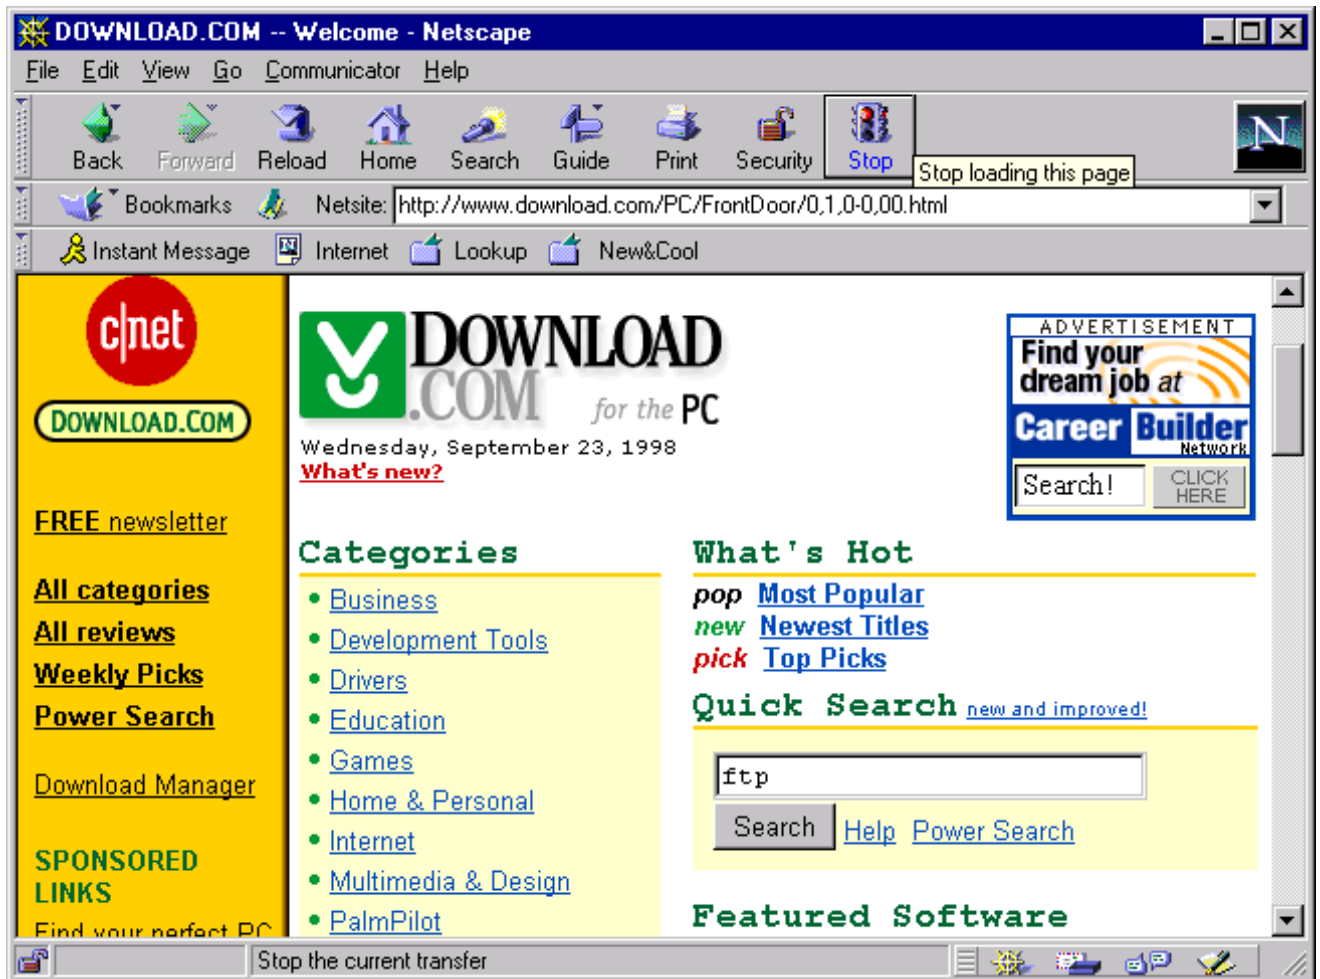 DOWNLOAD.COM -- Welcome - Netscape
File Edit View Go Communicator Help
Back Forward Reload Home Search Guide Print Security Stop
Stop loading this page
N
Bookmarks Netsite: http://www.download.com/PC/FrontDoor/0,1,0-0,00.html
Instant Message Internet Lookup New&Cool
c|net
DOWNLOAD.COM
FREE newsletter
All categories
All reviews
Weekly Picks
Power Search
Download Manager
SPONSORED
LINKS
Find your perfect PC
DOWNLOAD
.COM for the PC
Wednesday, September 23, 1998
What's new?
ADVERTISEMENT
Find your
dream job at
Career Builder
Network
Search! CLICK
HERE
Categories
Business
Development Tools
Drivers
Education
Games
Home & Personal
Internet
Multimedia & Design
PalmPilot
What's Hot
pop Most Popular
new Newest Titles
pick Top Picks
Quick Search new and improved!
ftp
Search Help Power Search
Featured Software
Stop the current transfer